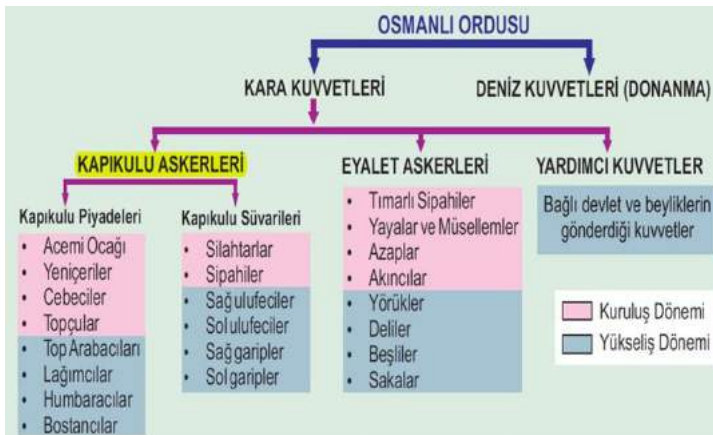 OSMANLI ORDUSU
KARA KUVVETLERİ
DENİZ KUVVETLERİ (DONANMA)
KAPIKULU ASKERLERİ
EYALET ASKERLERİ
YARDIMCI KUVVETLER
Kapıkulu Piyadeleri
• Acemi Ocağı
• Yeniçeriler
• Cebeciler
• Topçular
• Top Arabacıları
• Lağımcılar
• Humbaracılar
• Bostancılar
Kapıkulu Süvarileri
• Silahtarlar
• Sipahiler
• Sağ ulufeciler
• Sol ulufeciler
• Sağ garipler
• Sol garipler
• Tımarlı Sipahiler
• Yayalar ve Müsellemler
• Azaplar
• Akıncılar
• Yörükler
• Deliler
• Beşliler
• Sakalar
Bağlı devlet ve beyliklerin
gönderdiği kuvvetler
Kuruluş Dönemi
Yükseliş Dönemi